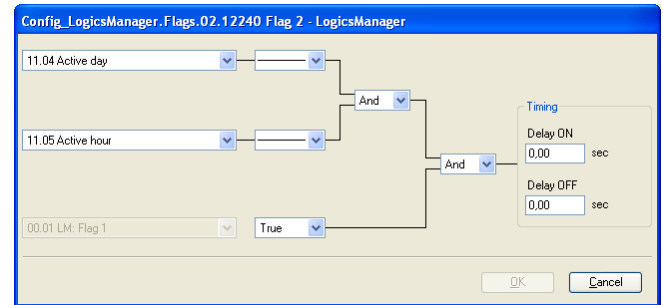 Config_LogicsManager.Flags.02.12240 Flag 2 - LogicsManager
11.04 Active day
And
Timing
Delay ON
11.05 Active hour
0,00 sec
And
Delay OFF
0,00 sec
00.01 LM: Flag 1
True
OK
Cancel